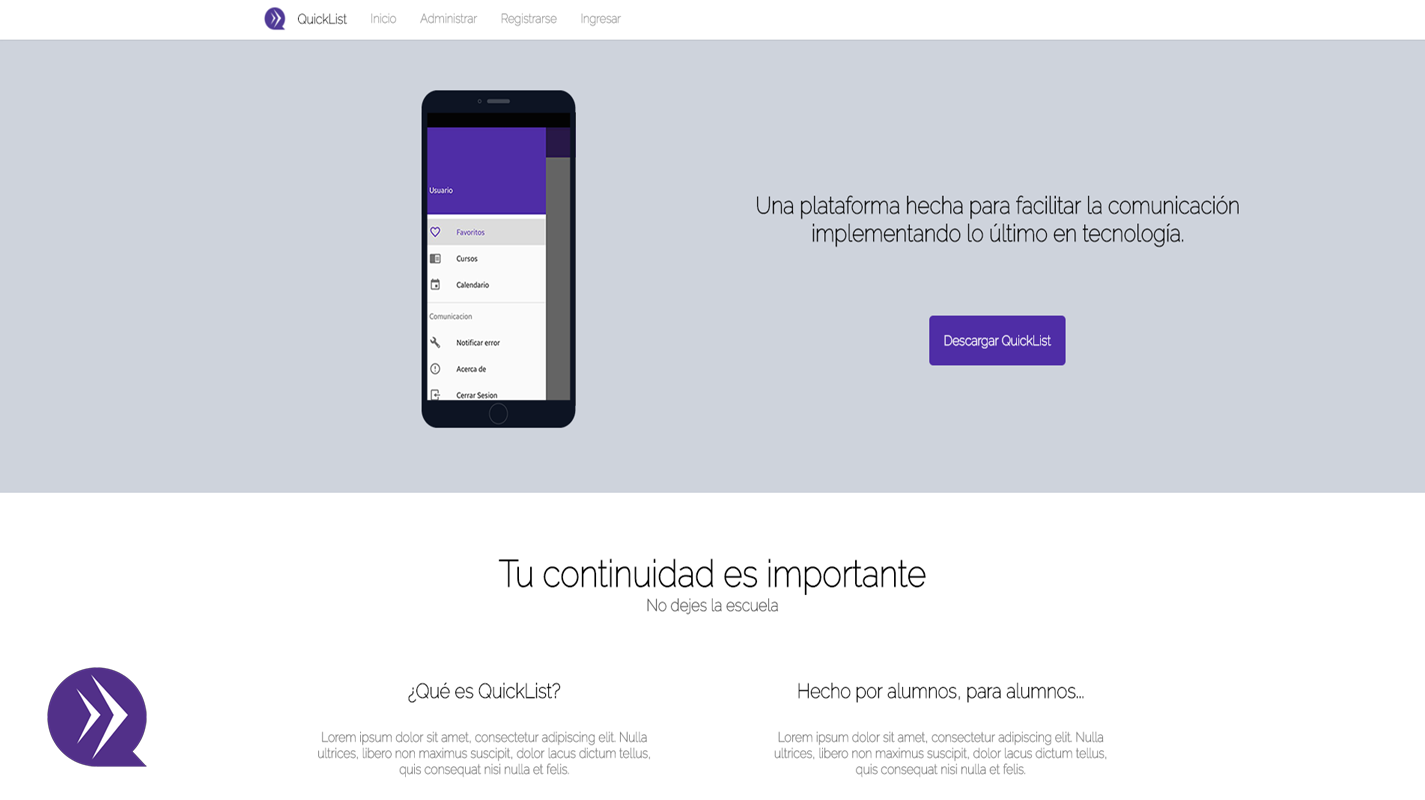 QuickList Inicio Administrar Registrarse Ingresar
Usuario
Favoritos
Cursos
Calendario
Comunicacion
Notificar error
Acerca de
Cerrar Sesion
Una plataforma hecha para facilitar la comunicación
implementando lo último en tecnología.
Descargar QuickList
Tu continuidad es importante
No dejes la escuela
¿Qué es QuickList?
Lorem ipsum dolor sit amet, consectetur adipiscing elit. Nulla
ultrices, libero non maximus suscipit, dolor lacus dictum tellus,
quis consequat nisi nulla et felis.
Hecho por alumnos, para alumnos...
Lorem ipsum dolor sit amet, consectetur adipiscing elit. Nulla
ultrices, libero non maximus suscipit, dolor lacus dictum tellus,
quis consequat nisi nulla et felis.